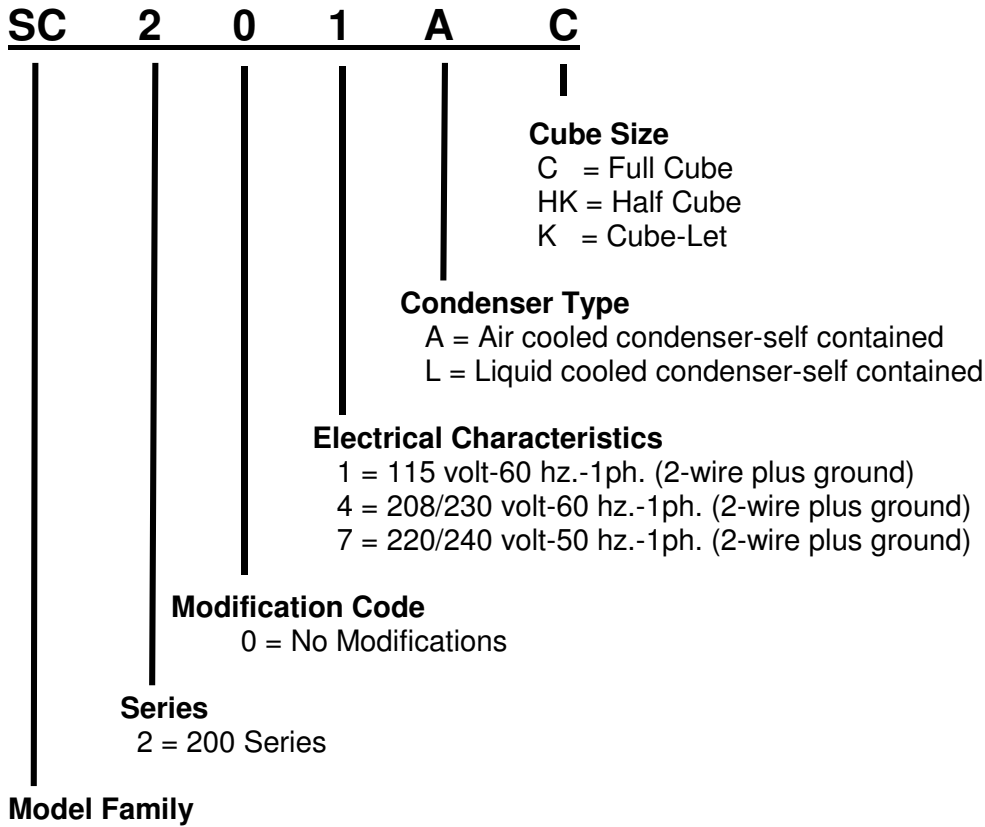 SC 2 0 1 A C
Cube Size
C = Full Cube
HK = Half Cube
K = Cube-Let
Condenser Type
A = Air cooled condenser-self contained
L = Liquid cooled condenser-self contained
Electrical Characteristics
1 = 115 volt-60 hz.-1ph. (2-wire plus ground)
4 = 208/230 volt-60 hz.-1ph. (2-wire plus ground)
7 = 220/240 volt-50 hz.-1ph. (2-wire plus ground)
Modification Code
0 = No Modifications
Series
2 = 200 Series
Model Family